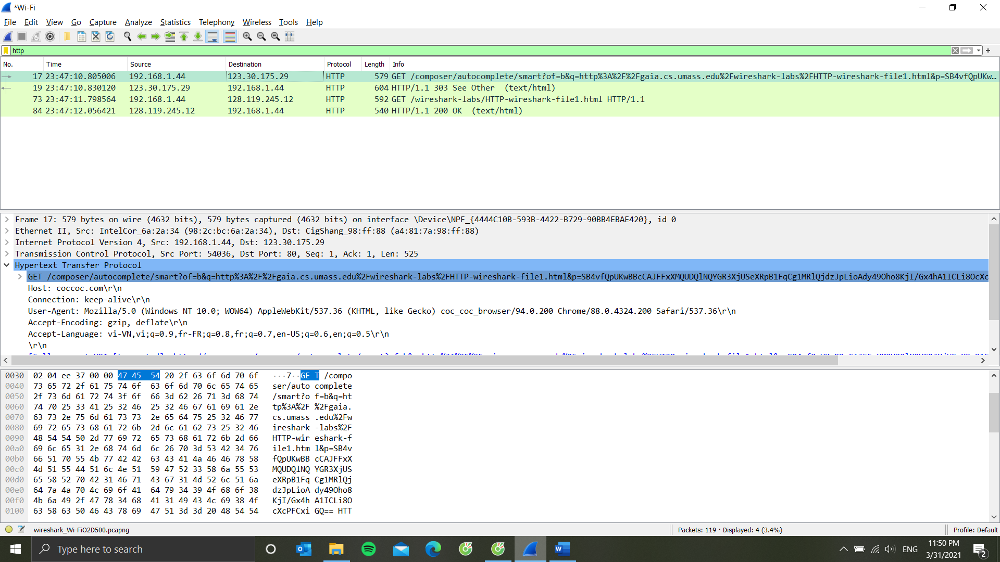 *Wi-Fi
File Edit View Go Capture Analyze Statistics Telephony Wireless Tools Help
http
No. Time Source Destination Protocol Length Info
17 23:47:10.805006 192.168.1.44 123.30.175.29 HTTP 579 GET /composer/autocomplete/smart?of=b&q=http%3A%2F%2Fgaia.cs.umass.edu%2Fwireshark-labs%2FHTTP-wireshark-file1.html&p=SB4vfQpUKw…
19 23:47:10.830120 123.30.175.29 192.168.1.44 HTTP 604 HTTP/1.1 303 See Other (text/html)
73 23:47:11.798564 192.168.1.44 128.119.245.12 HTTP 592 GET /wireshark-labs/HTTP-wireshark-file1.html HTTP/1.1
84 23:47:12.056421 128.119.245.12 192.168.1.44 HTTP 540 HTTP/1.1 200 OK (text/html)
Frame 17: 579 bytes on wire (4632 bits), 579 bytes captured (4632 bits) on interface \Device\NPF_{4444C10B-593B-4422-B729-90BB4EBAE420}, id 0
Ethernet II, Src: IntelCor_6a:2a:34 (98:2c:bc:6a:2a:34), Dst: CigShang_98:ff:88 (a4:81:7a:98:ff:88)
Internet Protocol Version 4, Src: 192.168.1.44, Dst: 123.30.175.29
Transmission Control Protocol, Src Port: 54036, Dst Port: 80, Seq: 1, Ack: 1, Len: 525
Hypertext Transfer Protocol
GET /composer/autocomplete/smart?of=b&q=http%3A%2F%2Fgaia.cs.umass.edu%2Fwireshark-labs%2FHTTP-wireshark-file1.html&p=SB4vfQpUKwBBcCAJFFxXMQUDQlNQYGR3XjUSeXRpB1FqCg1MRlQjdzJpLioAdy49Oho8KjI/Gx4hA1ICLi8OcXc
Host: coccoc.com\r\n
Connection: keep-alive\r\n
User-Agent: Mozilla/5.0 (Windows NT 10.0; WOW64) AppleWebKit/537.36 (KHTML, like Gecko) coc_coc_browser/94.0.200 Chrome/88.0.4324.200 Safari/537.36\r\n
Accept-Encoding: gzip, deflate\r\n
Accept-Language: vi-VN,vi;q=0.9,fr-FR;q=0.8,fr;q=0.7,en-US;q=0.6,en;q=0.5\r\n
\r\n
0030 02 04 ee 37 00 00 47 45 54 20 2f 63 6f 6d 70 6f ···7··GE T /compo
0040 73 65 72 2f 61 75 74 6f 63 6f 6d 70 6c 65 74 65 ser/auto complete
0050 2f 73 6d 61 72 74 3f 6f 66 3d 62 26 71 3d 68 74 /smart?o f=b&q=ht
0060 74 70 25 33 41 25 32 46 25 32 46 67 61 69 61 2e tp%3A%2F %2Fgaia.
0070 63 73 2e 75 6d 61 73 73 2e 65 64 75 25 32 46 77 cs.umass .edu%2Fw
0080 69 72 65 73 68 61 72 6b 2d 6c 61 62 73 25 32 46 ireshark -labs%2F
0090 48 54 54 50 2d 77 69 72 65 73 68 61 72 6b 2d 66 HTTP-wir eshark-f
00a0 69 6c 65 31 2e 68 74 6d 6c 26 70 3d 53 42 34 76 ile1.htm l&p=SB4v
00b0 66 51 70 55 4b 77 42 42 63 43 41 4a 46 46 78 58 fQpUKwBB cCAJFFxX
00c0 4d 51 55 44 51 6c 4e 51 59 47 52 33 58 6a 55 53 MQUDQlNQ YGR3XjUS
00d0 65 58 52 70 42 31 46 71 43 67 31 4d 52 6c 51 6a eXRpB1Fq Cg1MRlQj
00e0 64 7a 4a 70 4c 69 6f 41 64 79 34 39 4f 68 6f 38 dzJpLioA dy49Oho8
00f0 4b 6a 49 2f 47 78 34 68 41 31 49 43 4c 69 38 4f KjI/Gx4h A1ICLi8O
0100 63 58 63 50 46 43 78 69 47 51 3d 3d 20 48 54 54 cXcPFCxi GQ== HTT
wireshark_Wi-FiO2D500.pcapng Packets: 119 · Displayed: 4 (3.4%) Profile: Default
Type here to search ENG 11:50 PM
3/31/2021 2